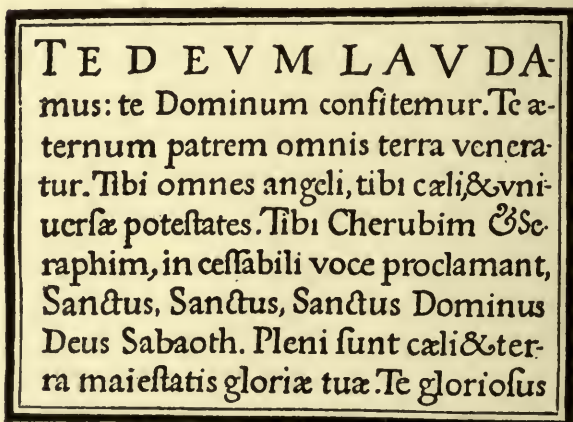 TE DEVM LAVDA-
mus: te Dominum confitemur. Te æ-
ternum patrem omnis terra venera-
tur. Tibi omnes angeli, tibi cæli, & vni-
uerſæ poteſtates. Tibi Cherubim & Se-
raphim, in ceſſabili voce proclamant,
Sanctus, Sanctus, Sanctus Dominus
Deus Sabaoth. Pleni ſunt cæli & ter-
ra maieſtatis gloriæ tuæ. Te glorioſus